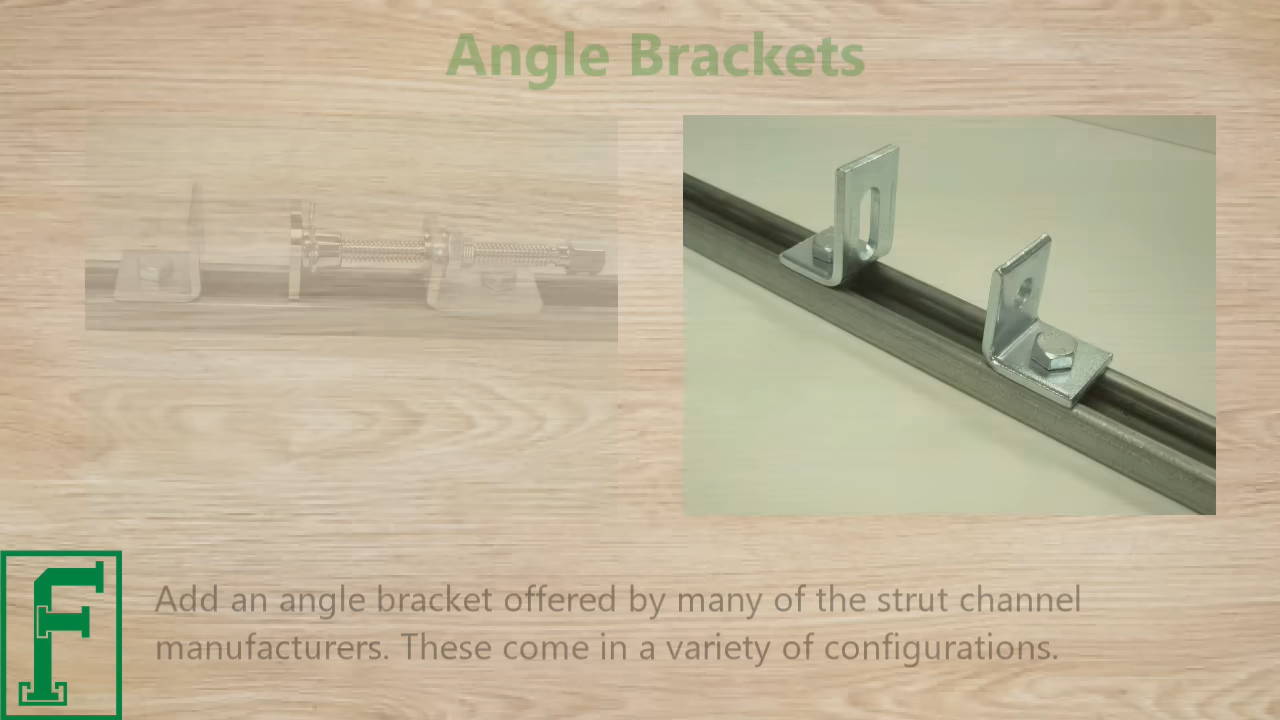 Angle Brackets
F
Add an angle bracket offered by many of the strut channel
manufacturers. These come in a variety of configurations.